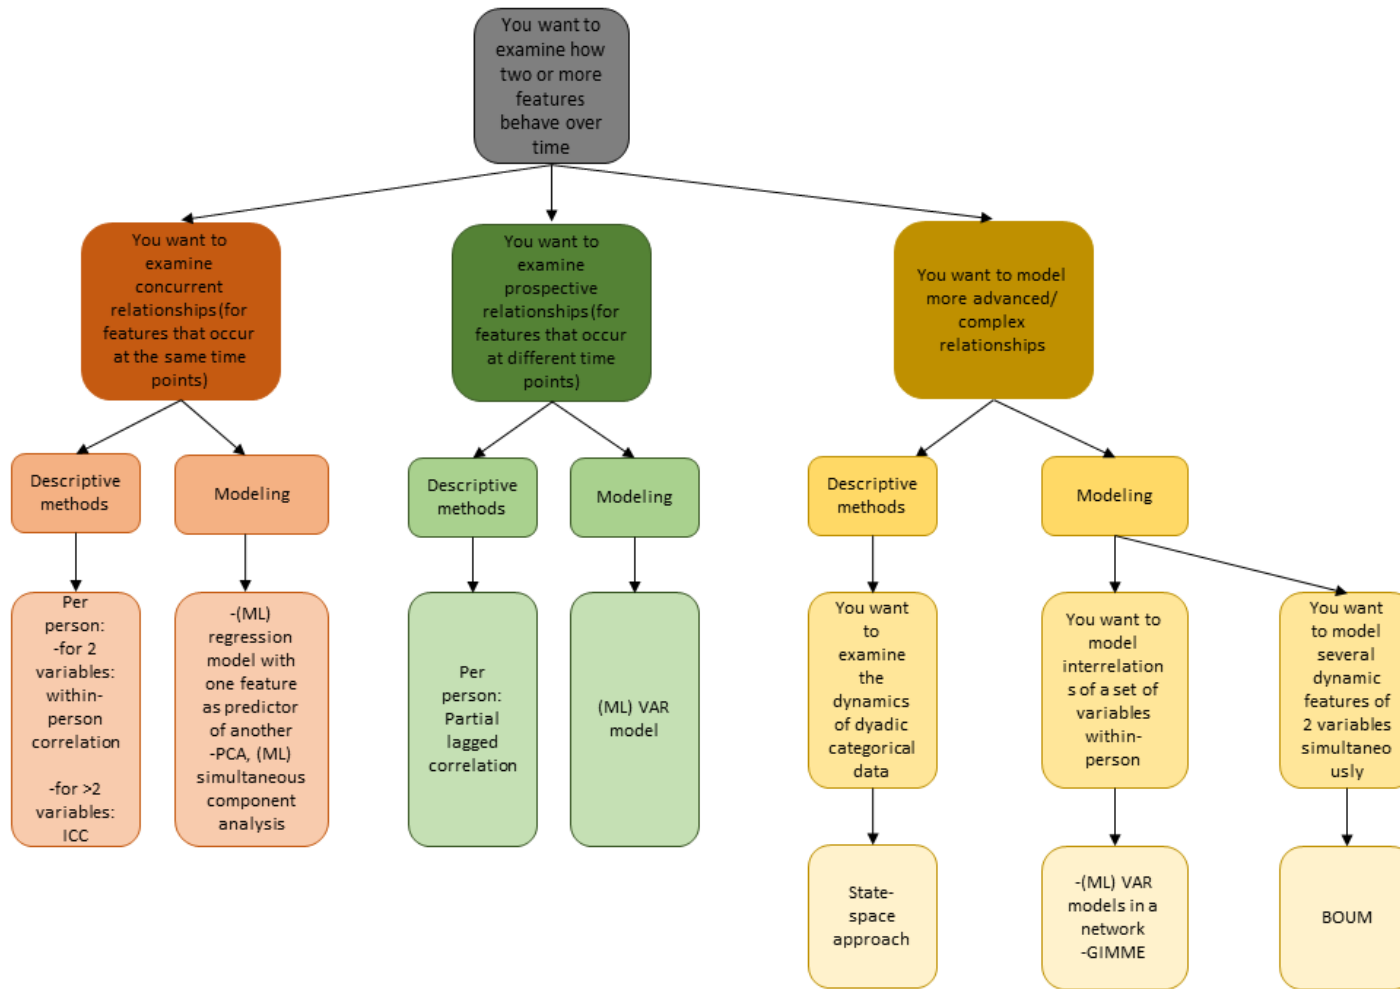 You want to
examine how
two or more
features
behave over
time
You want to
examine
concurrent
relationships(for
features that occur
at the same time
points)
You want to
examine
prospective
relationships(for
features that occur
at different time
points)
You want to model
more advanced/
complex
relationships
Descriptive
methods
Modeling
Descriptive
methods
Modeling
Descriptive
methods
Modeling
Per
person:
-for 2
variables:
within-
person
correlation
-for >2
variables:
ICC
-(ML)
regression
model with
one feature
as predictor
of another
-PCA, (ML)
simultaneous
component
analysis
Per
person:
Partial
lagged
correlation
(ML) VAR
model
You want
to
examine
the
dynamics
of dyadic
categorical
data
You want to
model
interrelation
s of a set of
variables
within-
person
You want
to model
several
dynamic
features of
2 variables
simultaneo
usly
State-
space
approach
-(ML) VAR
models in a
network
-GIMME
BOUM